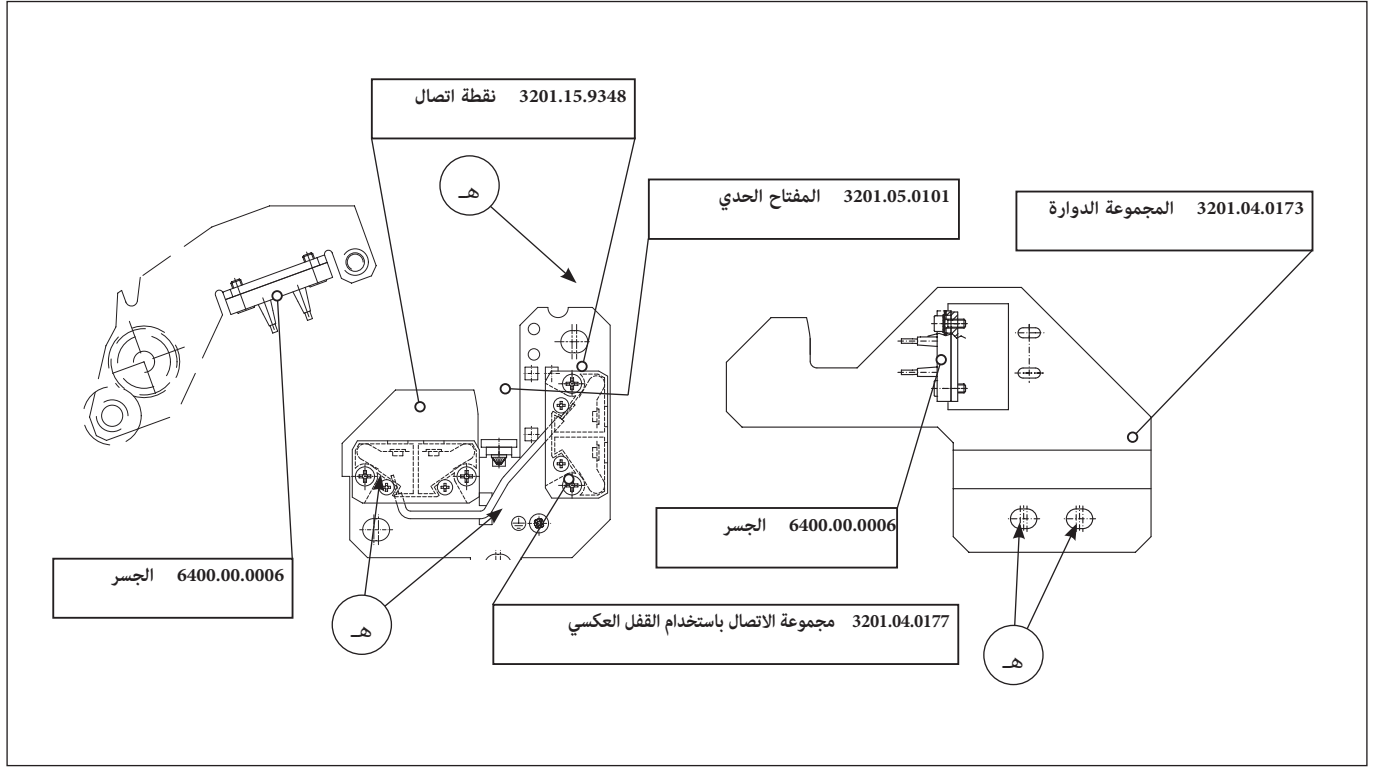 نقطة اتصال 3201.15.9348
هـ
المفتاح الحدي 3201.05.0101
المجموعة الدوارة 3201.04.0173
الجسر 6400.00.0006
الجسر 6400.00.0006
مجموعة الاتصال باستخدام القفل العكسي 3201.04.0177
هـ
هـ